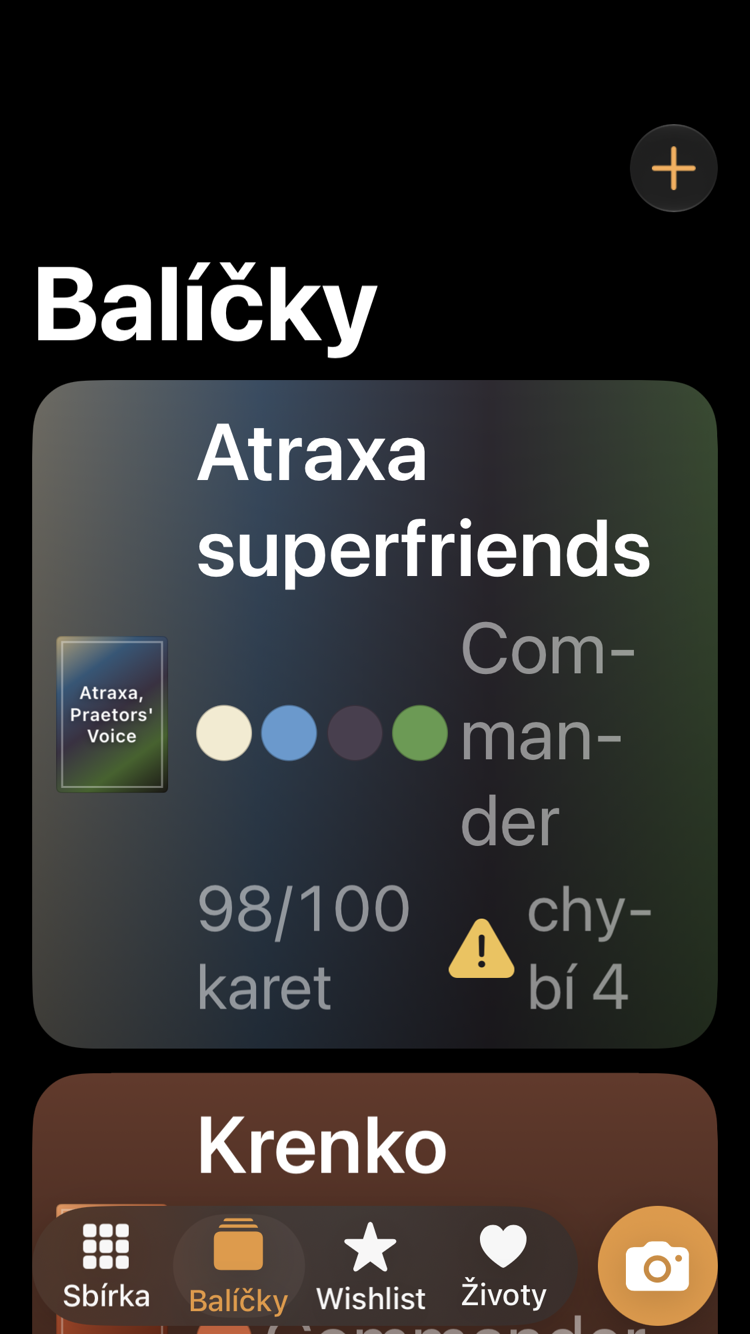 Balíčky
Atraxa
superfriends
Atraxa,
Praetors'
Voice
Com-
man-
der
98/100
karet
chy-
bí 4
Krenko
Commander
Sbírka
Balíčky
Wishlist
Životy